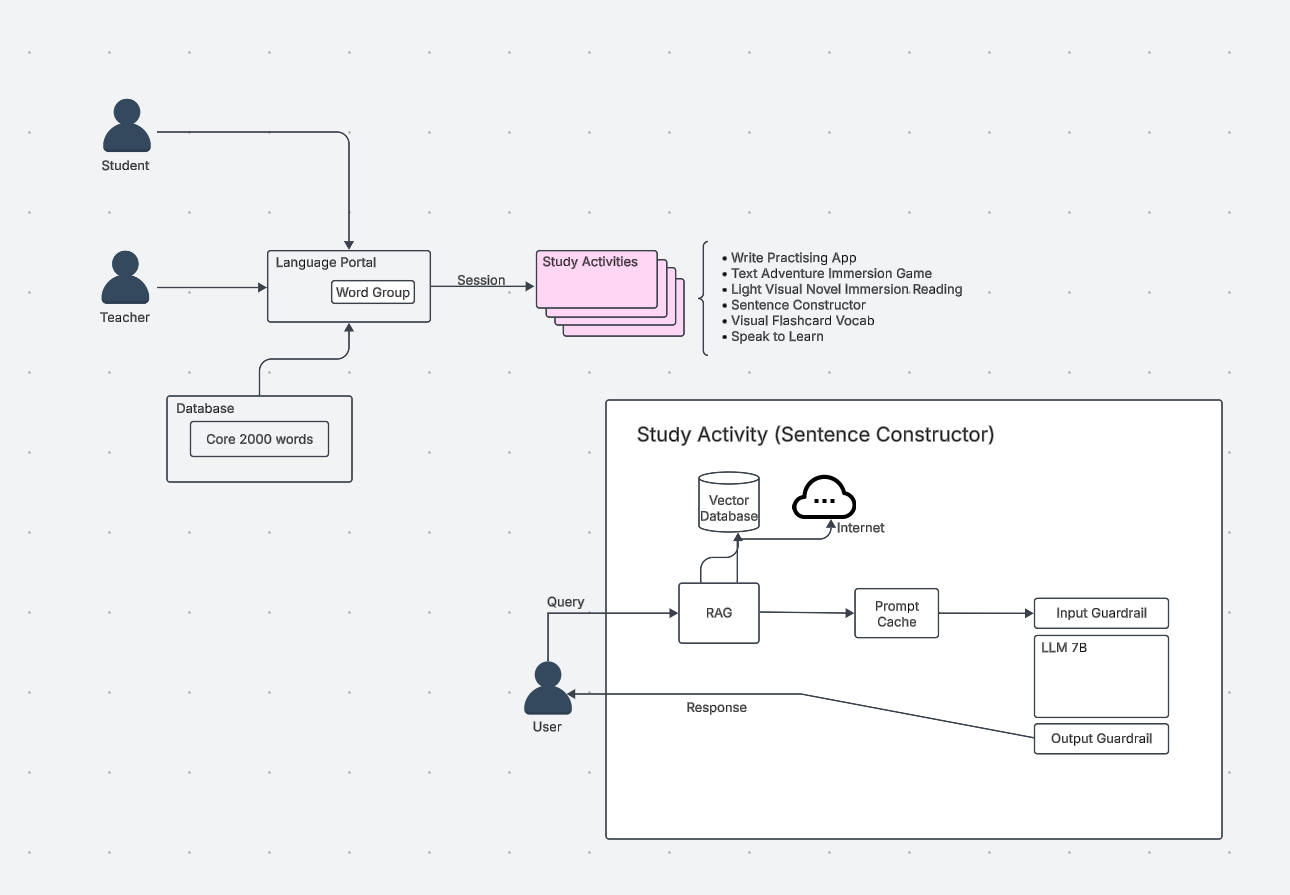 Student
Teacher
Language Portal
Word Group
Session
Study Activities
• Write Practising App
• Text Adventure Immersion Game
• Light Visual Novel Immersion Reading
• Sentence Constructor
• Visual Flashcard Vocab
• Speak to Learn
Database
Core 2000 words
Study Activity (Sentence Constructor)
Vector
Database
Internet
Query
RAG
Prompt
Cache
Input Guardrail
LLM 7B
User
Response
Output Guardrail